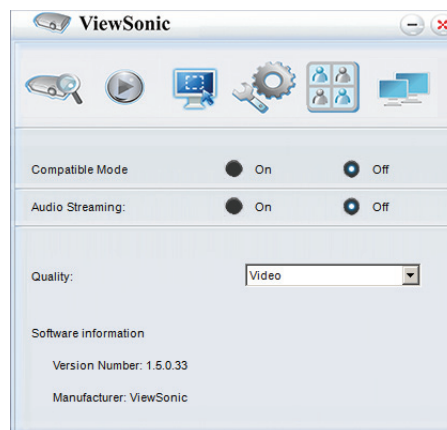 ViewSonic
Compatible Mode On Off
Audio Streaming: On Off
Quality: Video
Software information
Version Number: 1.5.0.33
Manufacturer: ViewSonic